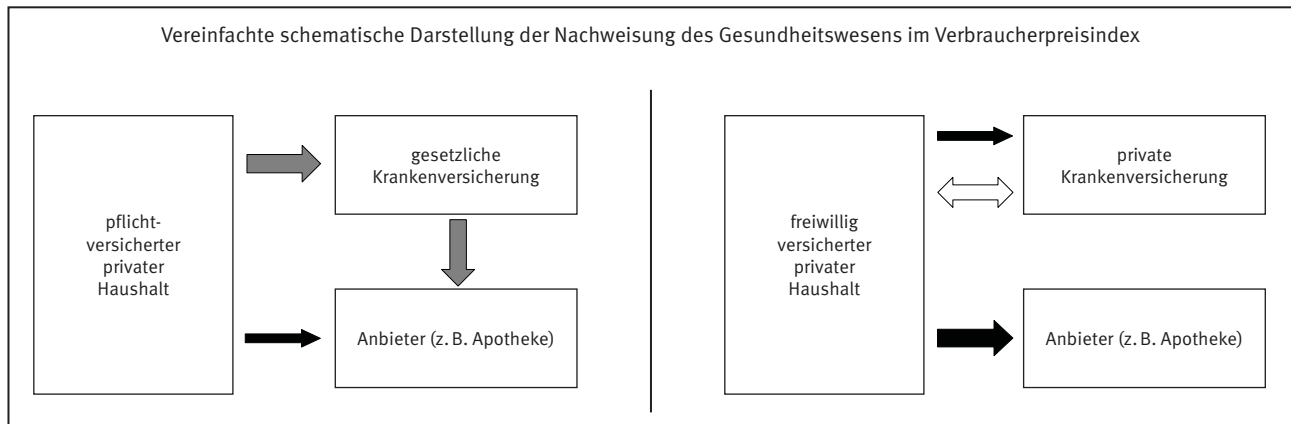 Vereinfachte schematische Darstellung der Nachweisung des Gesundheitswesens im Verbraucherpreisindex
pflicht-
versicherter
privater
Haushalt
gesetzliche
Krankenversicherung
Anbieter (z. B. Apotheke)
freiwillig
versicherter
privater
Haushalt
private
Krankenversicherung
Anbieter (z. B. Apotheke)